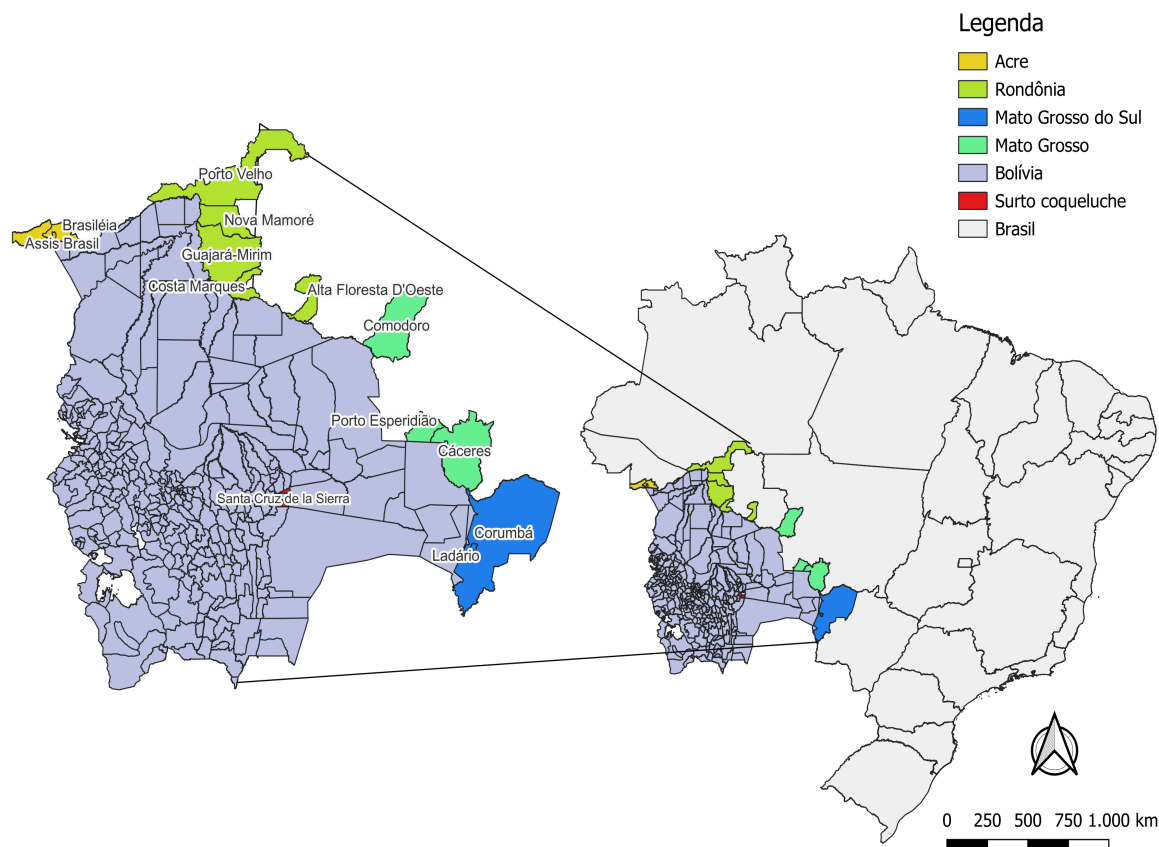 Legenda
Acre
Rondônia
Mato Grosso do Sul
Mato Grosso
Bolívia
Surto coqueluche
Brasil
Porto Velho
Brasiléia
Nova Mamoré
Assis Brasil
Guajará-Mirim
Costa Marques
Alta Floresta D'Oeste
Comodoro
Porto Esperidião
Cáceres
Santa Cruz de la Sierra
Corumbá
Ladário
0 250 500 750 1.000 km